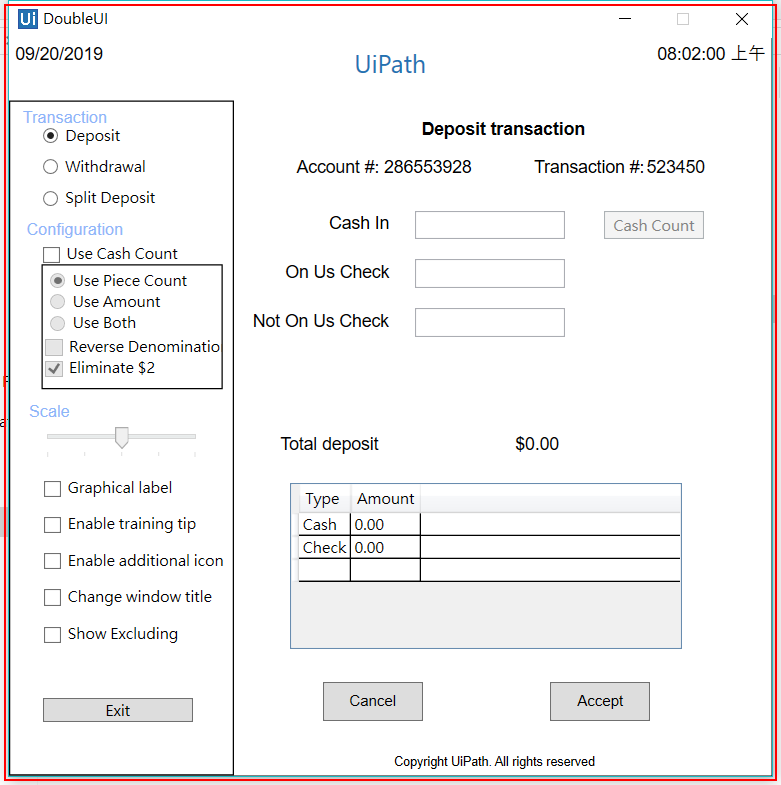 Ui DoubleUI
09/20/2019
UiPath
08:02:00 上午
Transaction
Deposit
Withdrawal
Split Deposit
Configuration
Use Cash Count
Use Piece Count
Use Amount
Use Both
Reverse Denominatio
Eliminate $2
Scale
Graphical label
Enable training tip
Enable additional icon
Change window title
Show Excluding
Exit
Deposit transaction
Account #: 286553928 Transaction #: 523450
Cash In Cash Count
On Us Check
Not On Us Check
Total deposit $0.00
Type Amount
Cash 0.00
Check 0.00
Cancel Accept
Copyright UiPath. All rights reserved